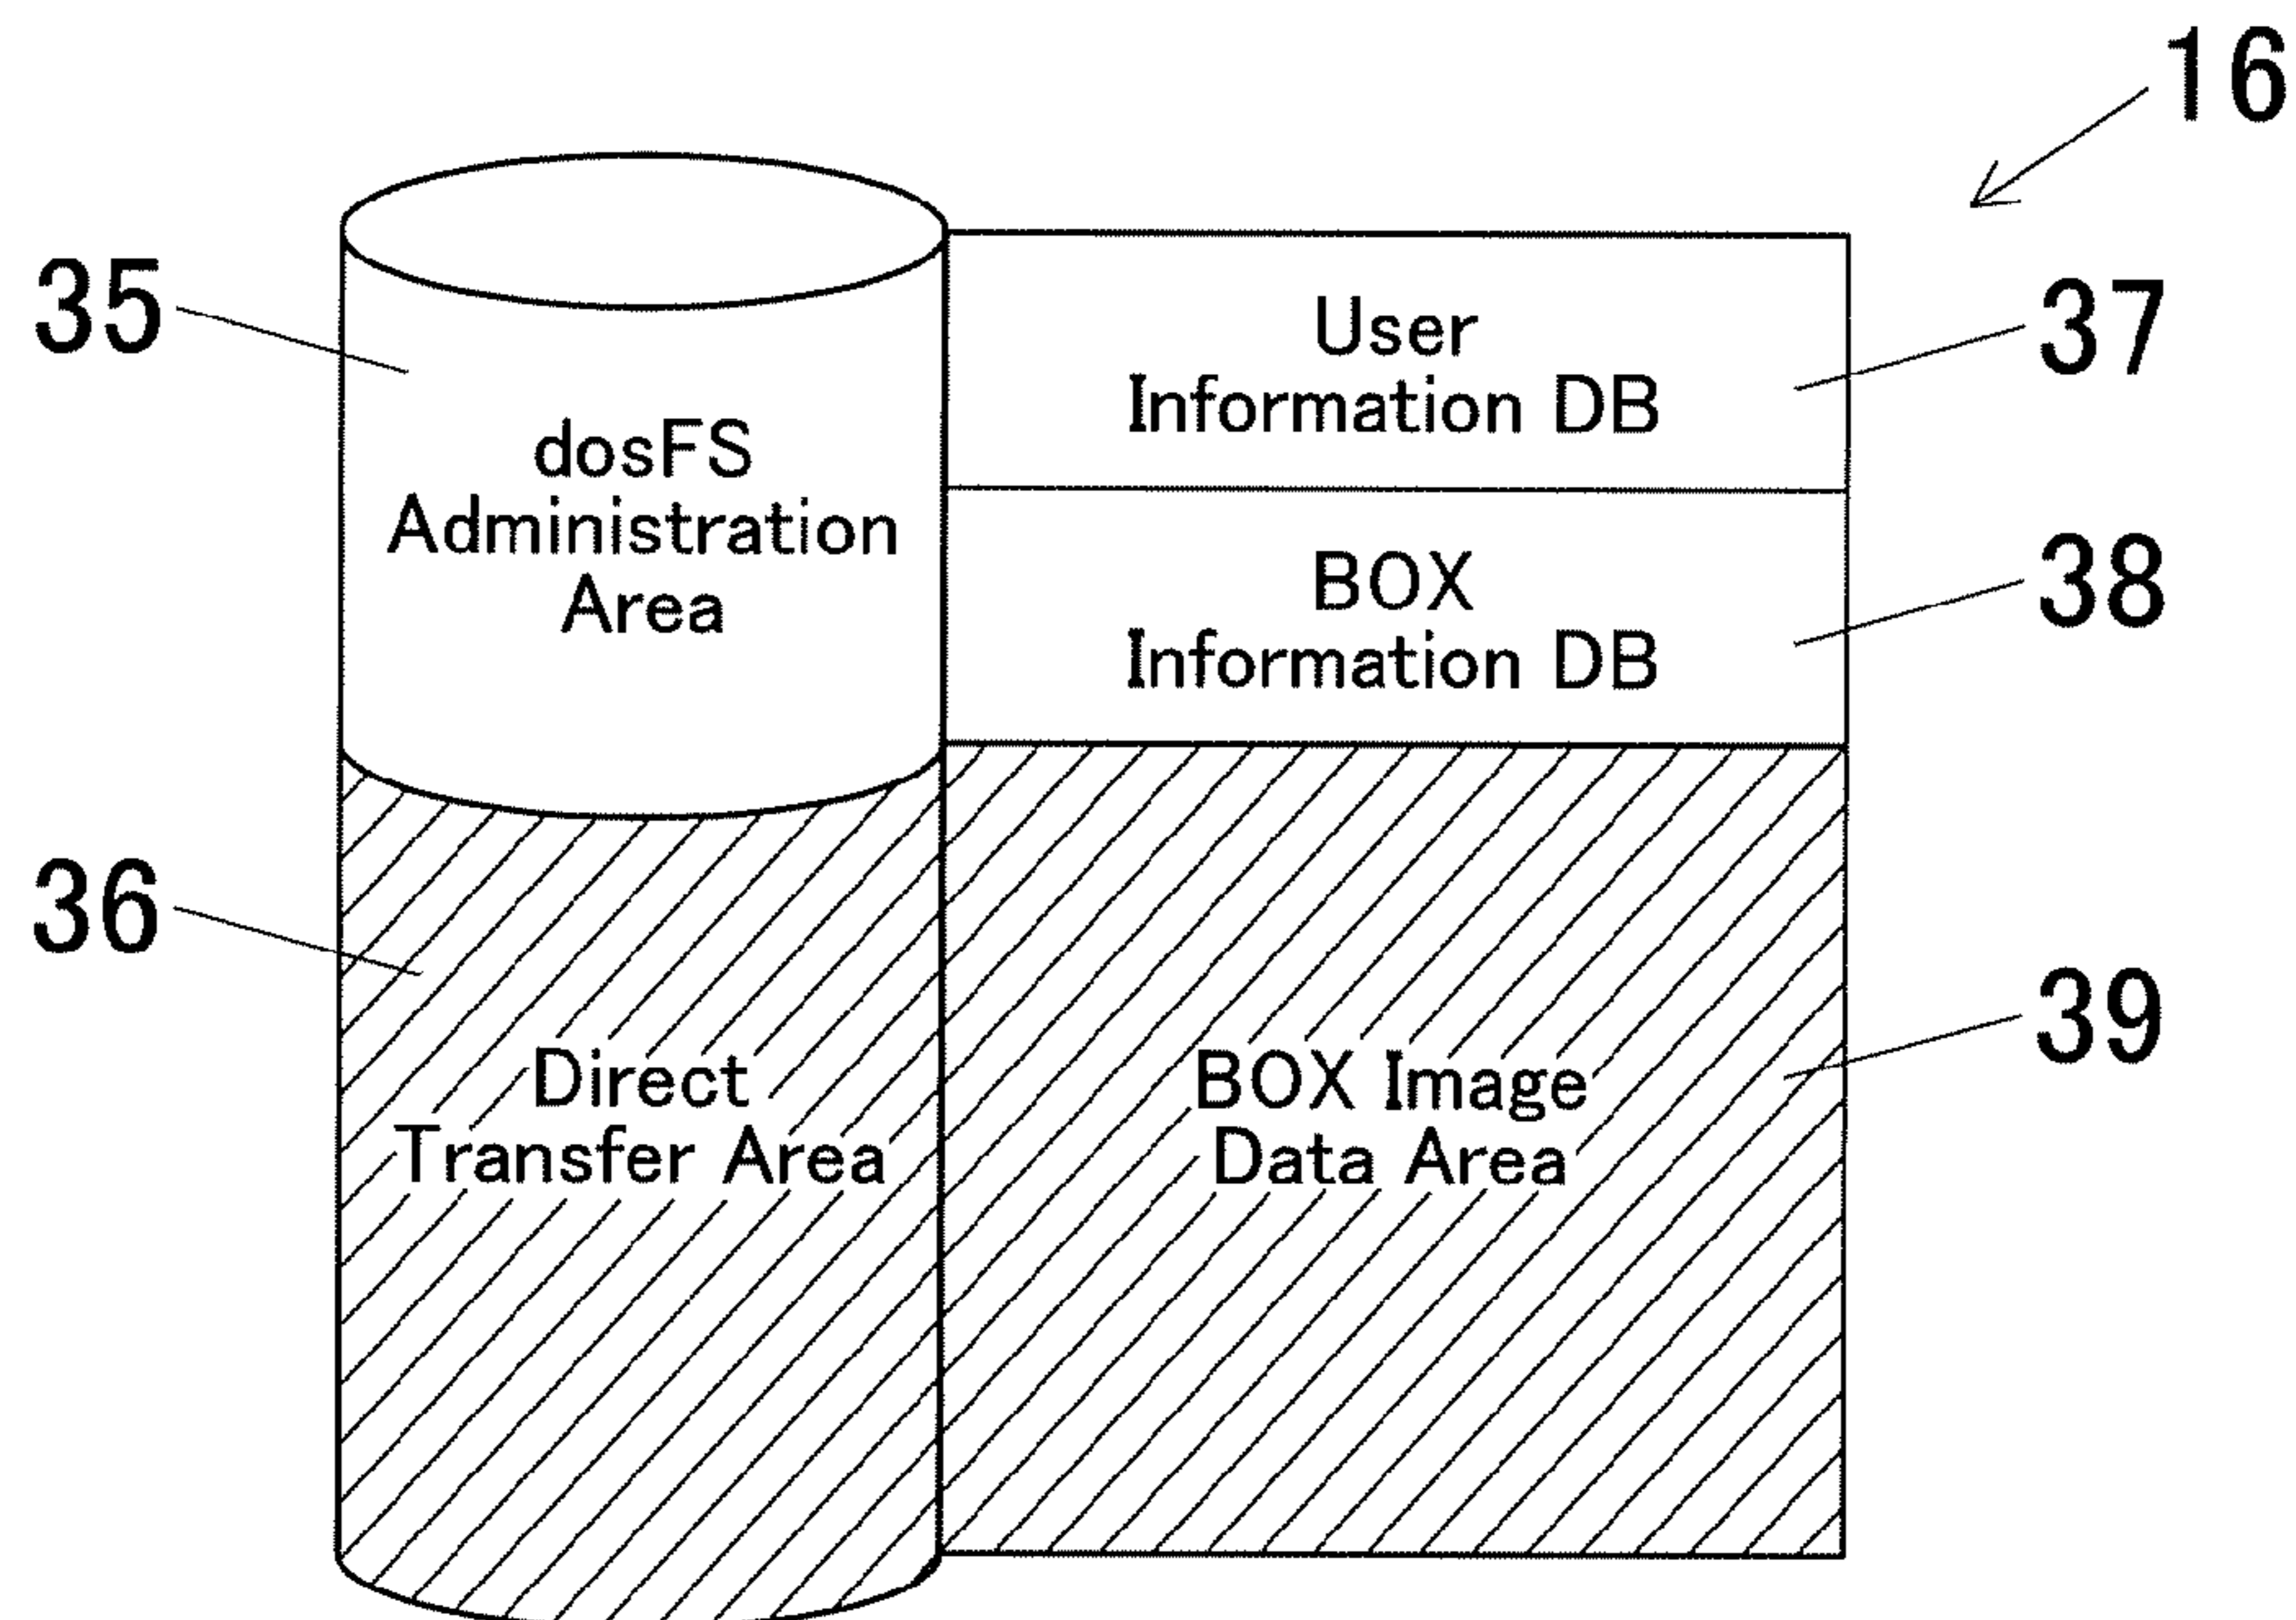 16
35
dosFS
Administration
Area
User
Information DB
37
BOX
Information DB
38
36
Direct
Transfer Area
BOX Image
Data Area
39